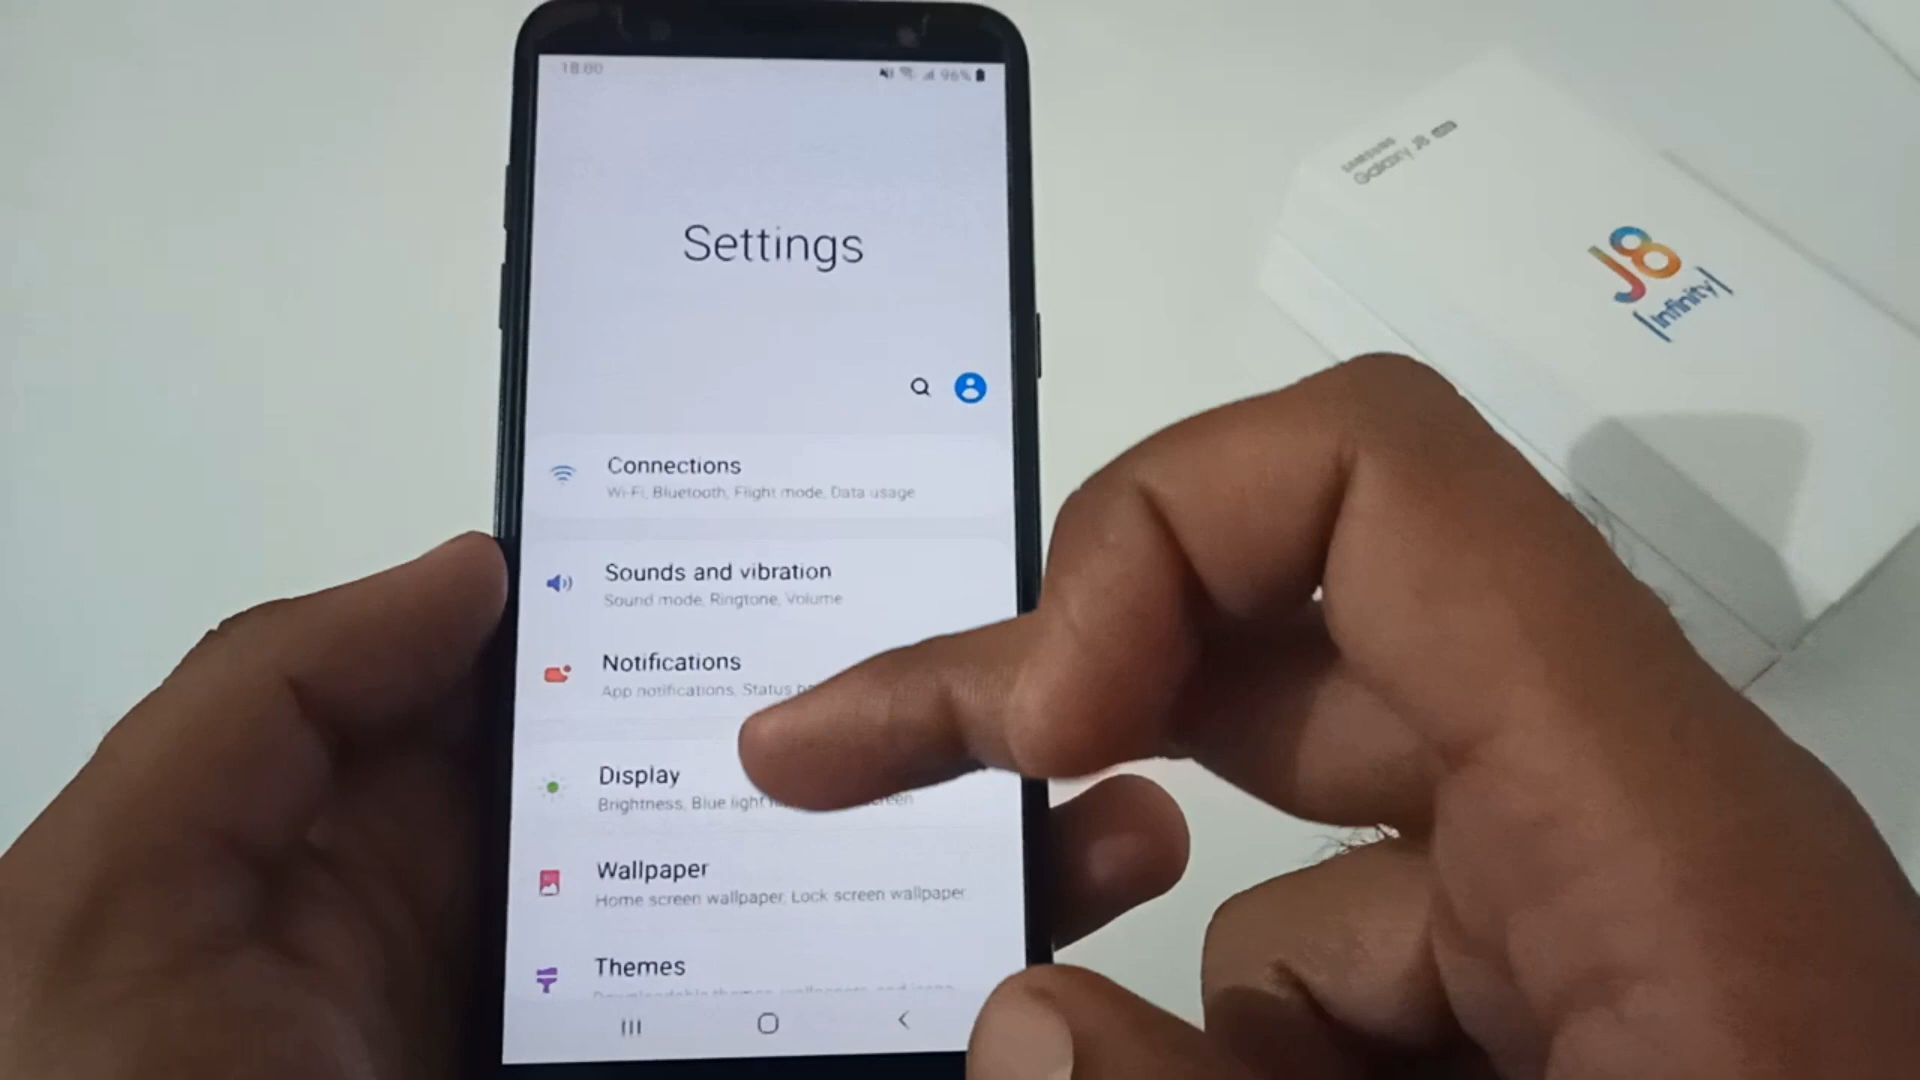 18:00
96%
Settings
Connections
Wi-Fi, Bluetooth, Flight mode, Data usage
Sounds and vibration
Sound mode, Ringtone, Volume
Notifications
App notifications, Status
Display
Brightness, Blue light
Wallpaper
Home screen wallpaper, Lock screen wallpaper
Themes
SAMSUNG
Galaxy J8
J8
Infinity